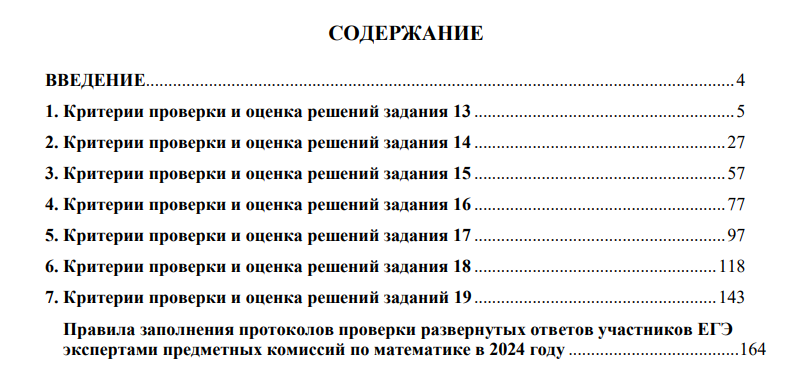 СОДЕРЖАНИЕ
ВВЕДЕНИЕ....................................................................................................................................4
1. Критерии проверки и оценка решений задания 13..........................................................5
2. Критерии проверки и оценка решений задания 14........................................................27
3. Критерии проверки и оценка решений задания 15........................................................57
4. Критерии проверки и оценка решений задания 16........................................................77
5. Критерии проверки и оценка решений задания 17........................................................97
6. Критерии проверки и оценка решений задания 18......................................................118
7. Критерии проверки и оценка решений заданий 19......................................................143
Правила заполнения протоколов проверки развернутых ответов участников ЕГЭ
экспертами предметных комиссий по математике в 2024 году......................................164